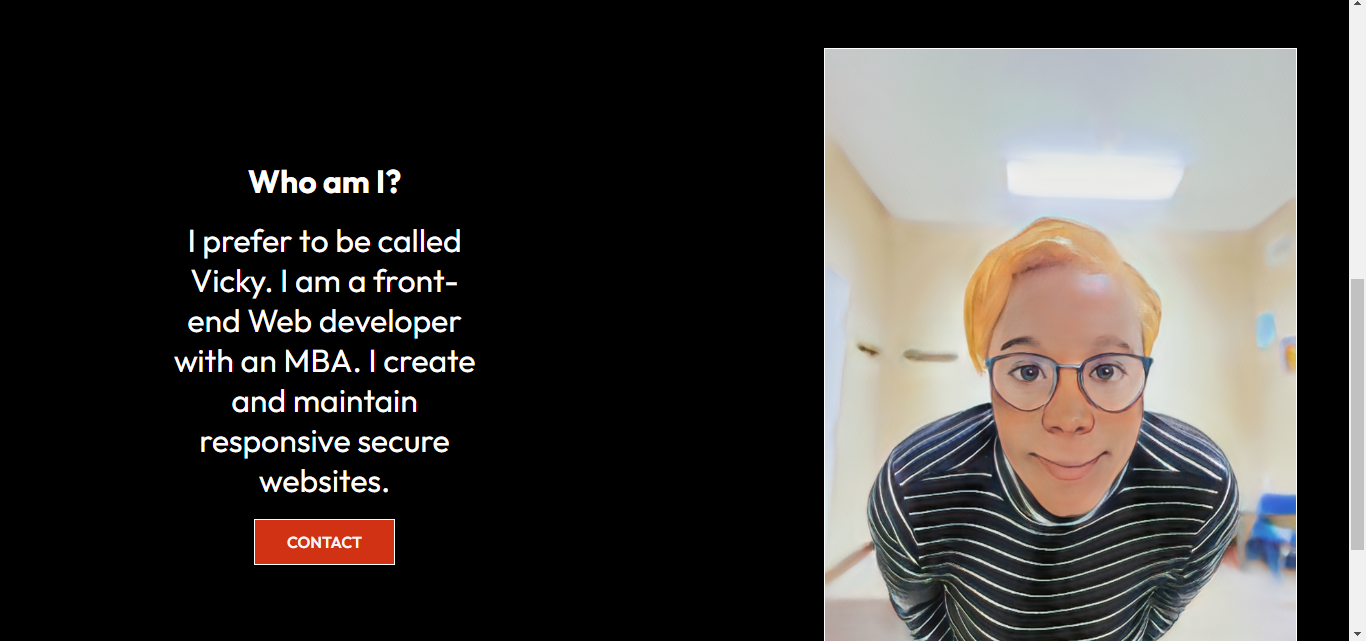 Who am I?
I prefer to be called
Vicky. I am a front-
end Web developer
with an MBA. I create
and maintain
responsive secure
websites.
CONTACT